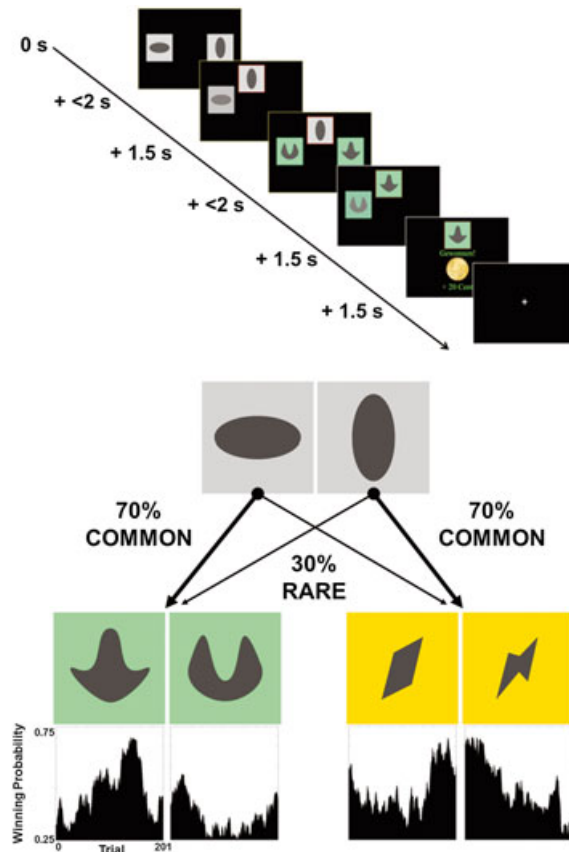 0 s
+ <2 s
+ 1.5 s
+ <2 s
+ 1.5 s
+ 1.5 s
Gewonnen!
+ 20 Cent
70%
COMMON
70%
COMMON
30%
RARE
Winning Probability
0.75
0.25
0
Trial
201